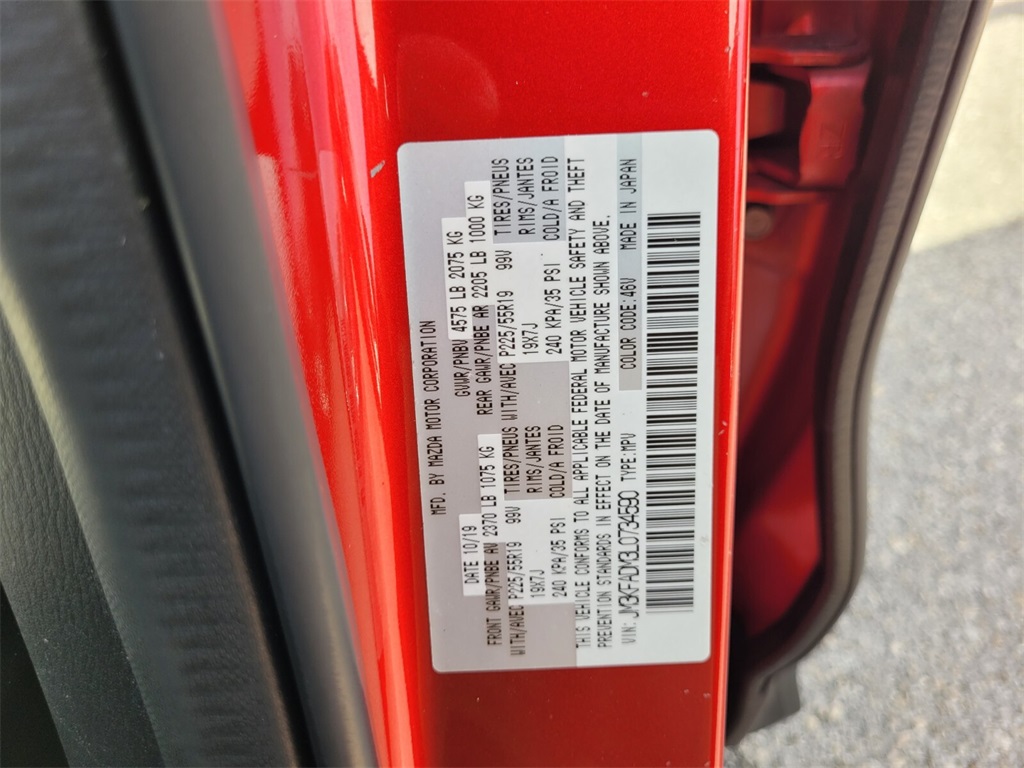 MFD. BY MAZDA MOTOR CORPORATION
DATE 10/19 GVWR/PNBV 4575 LB 2075 KG
FRONT GAWR/PNBE AV 2370 LB 1075 KG REAR GAWR/PNBE AR 2205 LB 1000 KG
WITH/AVEC P225/55R19 99V TIRES/PNEUS WITH/AVEC P225/55R19 99V TIRES/PNEUS
19X7J RIMS/JANTES 19X7J RIMS/JANTES
240 KPA/35 PSI COLD/A FROID 240 KPA/35 PSI COLD/A FROID
THIS VEHICLE CONFORMS TO ALL APPLICABLE FEDERAL MOTOR VEHICLE SAFETY AND THEFT
PREVENTION STANDARDS IN EFFECT ON THE DATE OF MANUFACTURE SHOWN ABOVE.
VIN: JM3KFADM3L0734590 TYPE:MPV COLOR CODE:46V MADE IN JAPAN